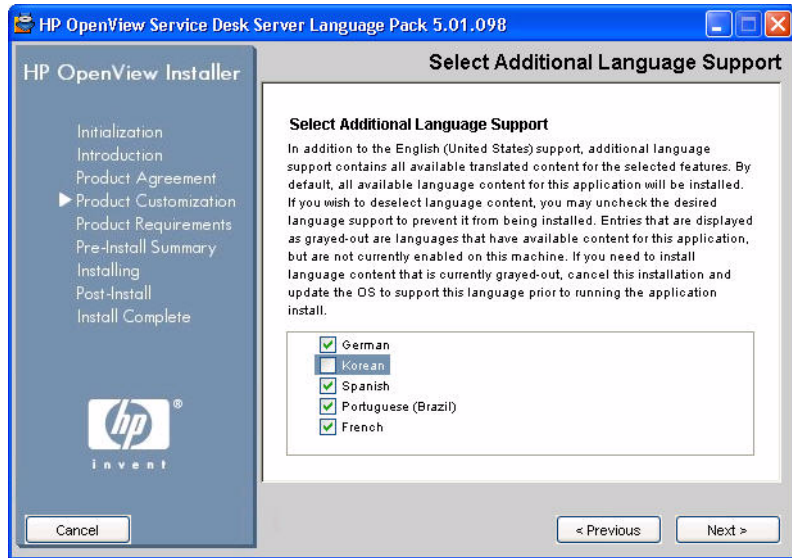 HP OpenView Service Desk Server Language Pack 5.01.098
HP OpenView Installer
Select Additional Language Support
Initialization
Introduction
Product Agreement
Product Customization
Product Requirements
Pre-Install Summary
Installing
Post-Install
Install Complete
hp
®
invent
Select Additional Language Support
In addition to the English (United States) support, additional language
support contains all available translated content for the selected features. By
default, all available language content for this application will be installed.
If you wish to deselect language content, you may uncheck the desired
language support to prevent it from being installed. Entries that are displayed
as grayed-out are languages that have available content for this application,
but are not currently enabled on this machine. If you need to install
language content that is currently grayed-out, cancel this installation and
update the OS to support this language prior to running the application
install.
German
Korean
Spanish
Portuguese (Brazil)
French
Cancel
< Previous
Next >